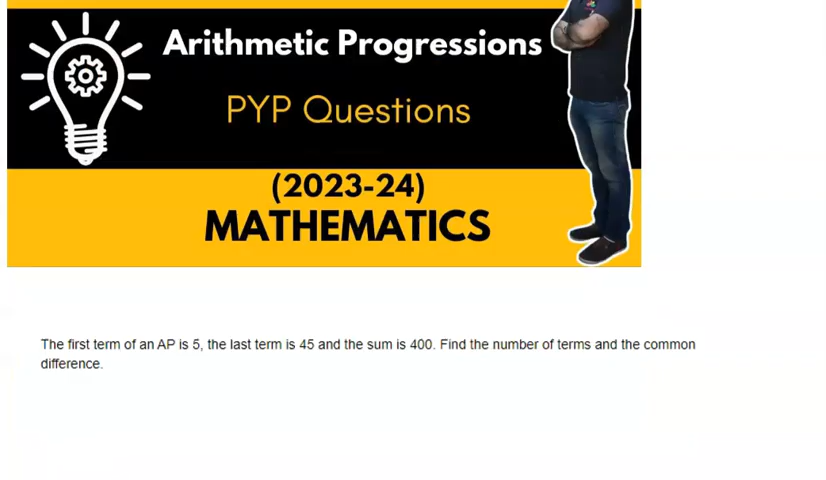 Arithmetic Progressions
PYP Questions
(2023-24)
MATHEMATICS
The first term of an AP is 5, the last term is 45 and the sum is 400. Find the number of terms and the common
difference.